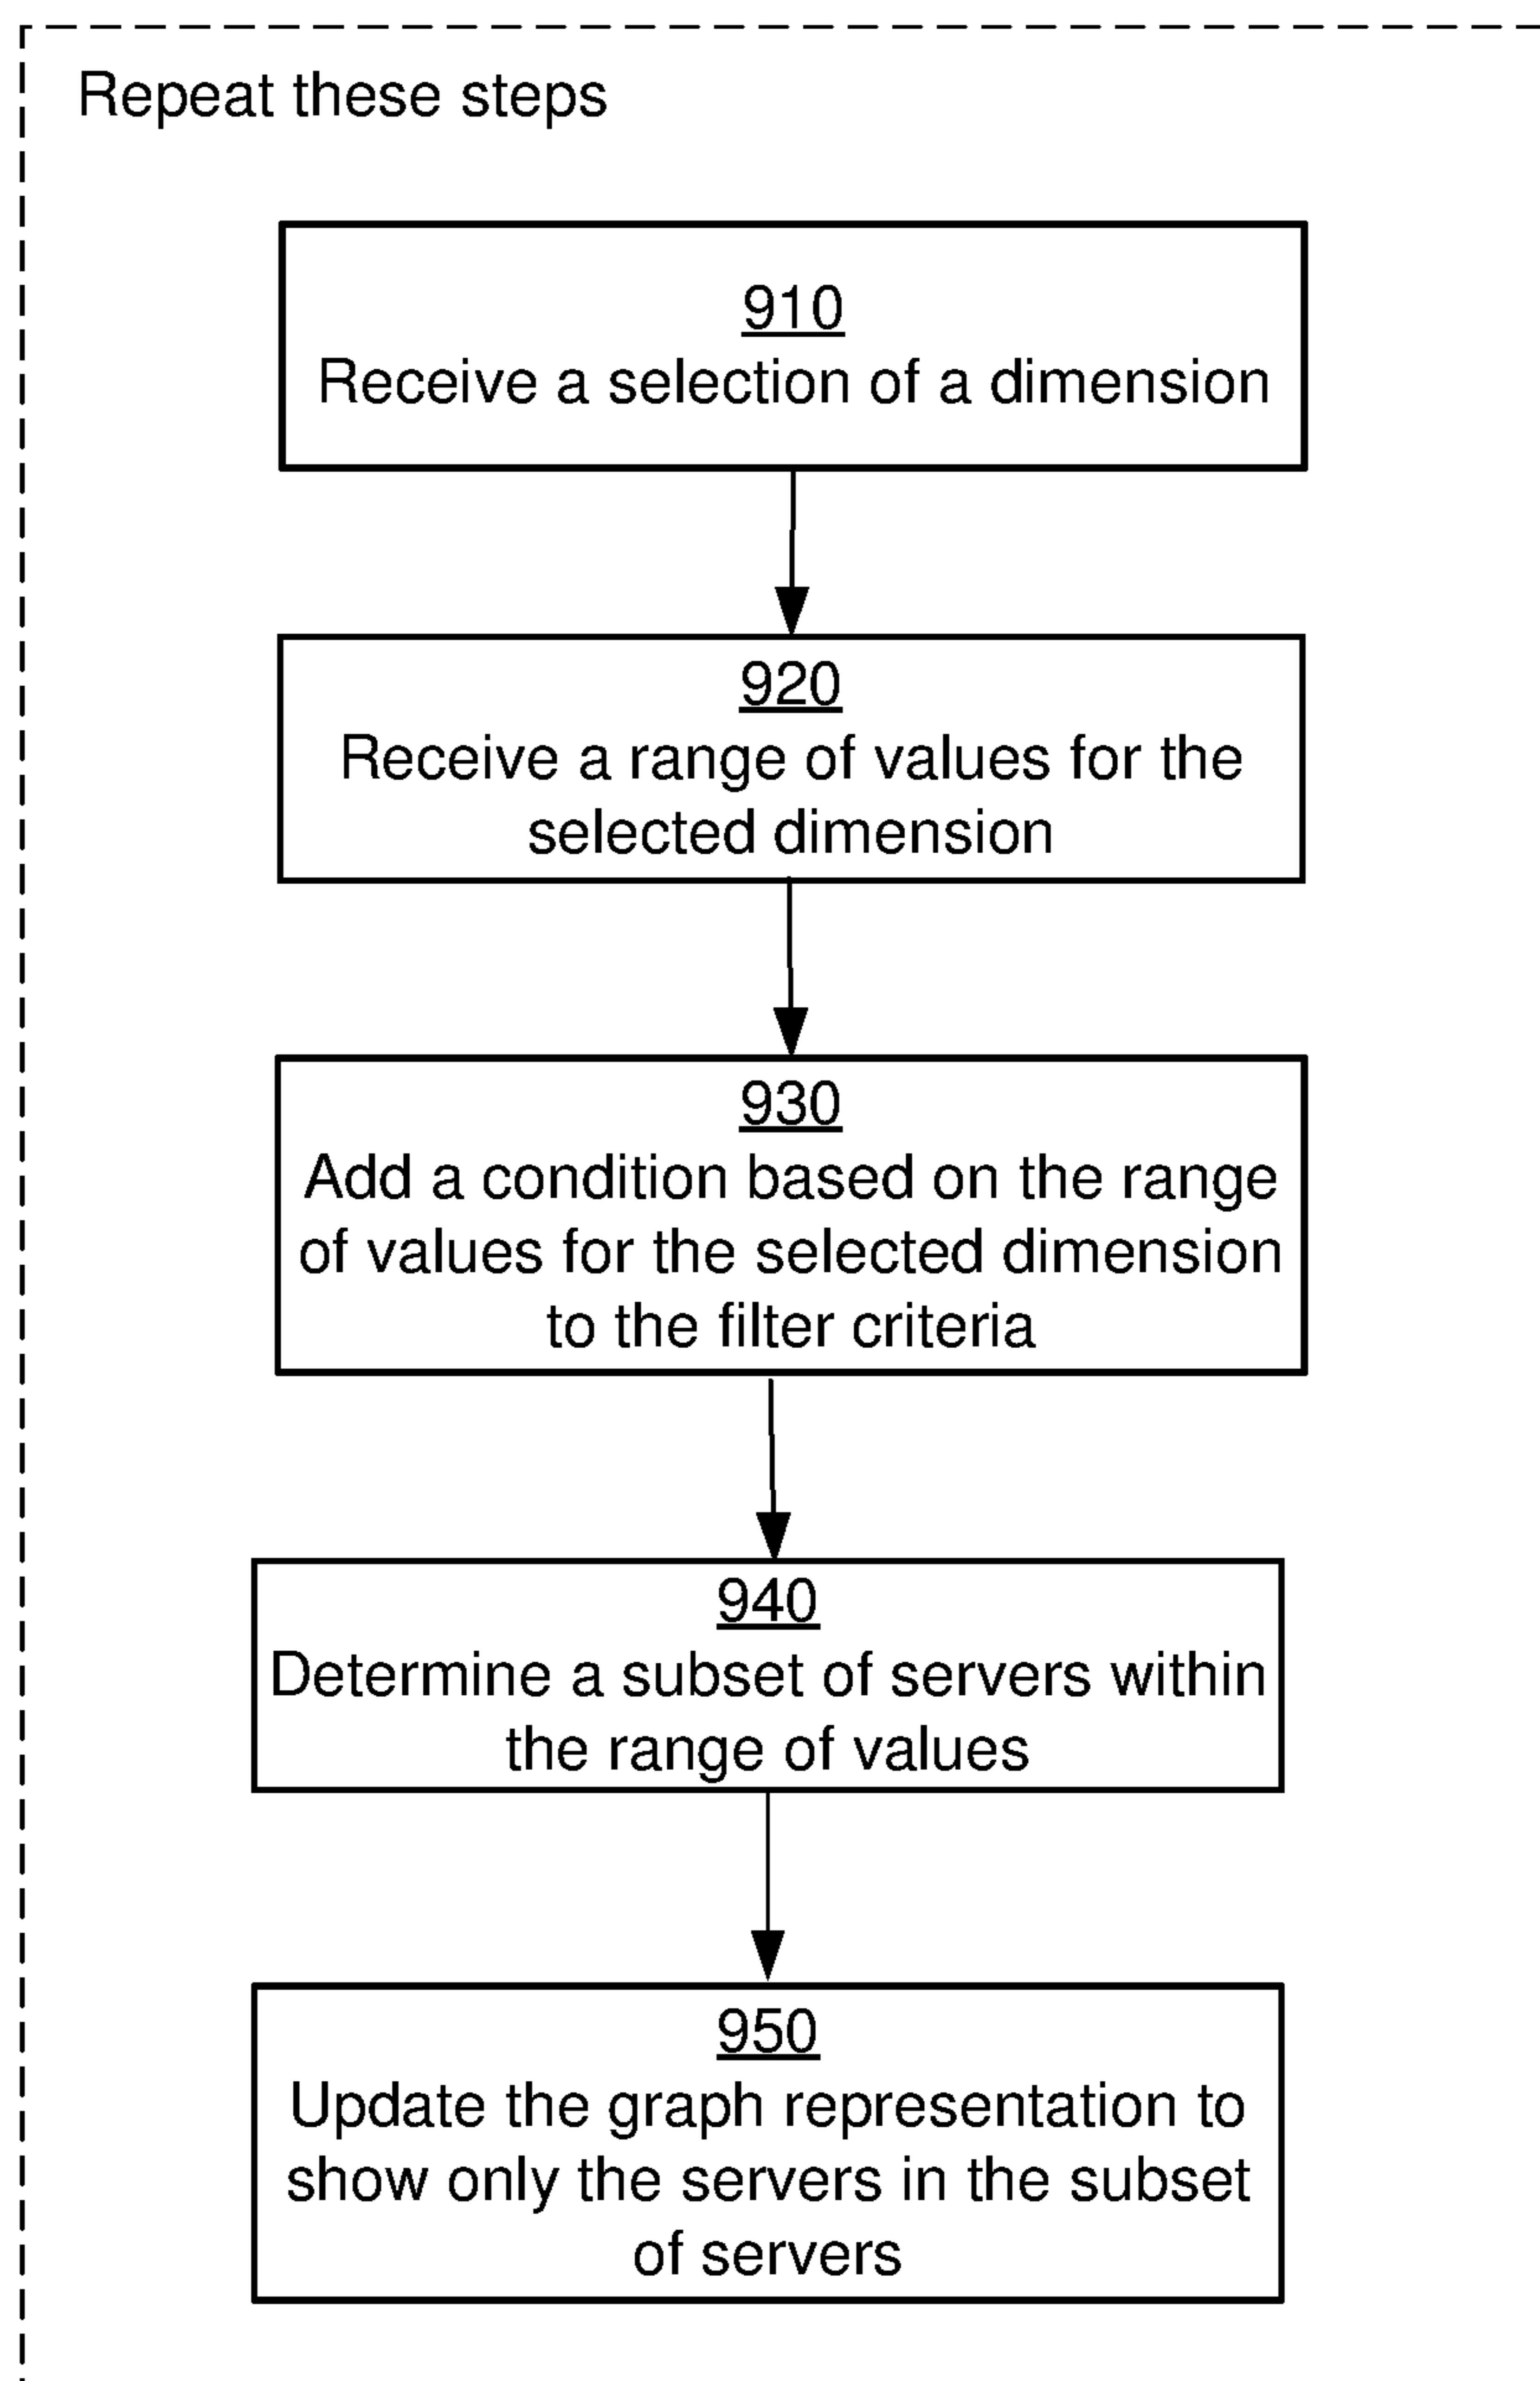 Repeat these steps
910
Receive a selection of a dimension
920
Receive a range of values for the
selected dimension
930
Add a condition based on the range
of values for the selected dimension
to the filter criteria
940
Determine a subset of servers within
the range of values
950
Update the graph representation to
show only the servers in the subset
of servers